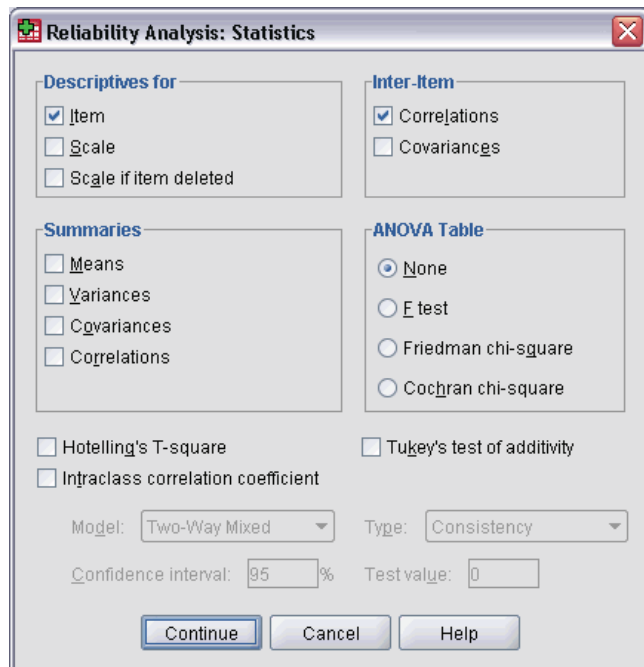 Reliability Analysis: Statistics
Descriptives for
Item
Scale
Scale if item deleted
Inter-Item
Correlations
Covariances
Summaries
Means
Variances
Covariances
Correlations
ANOVA Table
None
F test
Friedman chi-square
Cochran chi-square
Hotelling's T-square
Tukey's test of additivity
Intraclass correlation coefficient
Model: Two-Way Mixed
Type: Consistency
Confidence interval: 95 %
Test value: 0
Continue
Cancel
Help